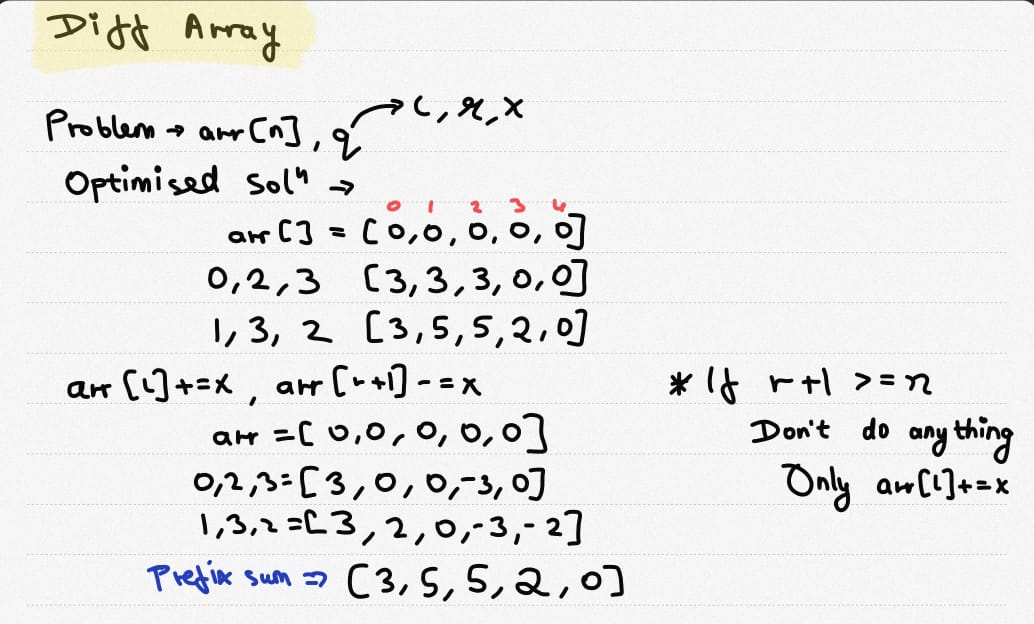 Diff Array
Problem → arr[n], q → l, r, x
Optimised Solⁿ →
0 1 2 3 4
arr[] = [0,0,0,0,0]
0,2,3 [3,3,3,0,0]
1,3,2 [3,5,5,2,0]
arr[l]+=x, arr[r+1]-=x
arr =[0,0,0,0,0]
0,2,3=[3,0,0,-3,0]
1,3,2=[3,2,0,-3,-2]
Prefix sum ⇒ [3,5,5,2,0]
* If r+1 >=n
Don't do anything
Only arr[l]+=x